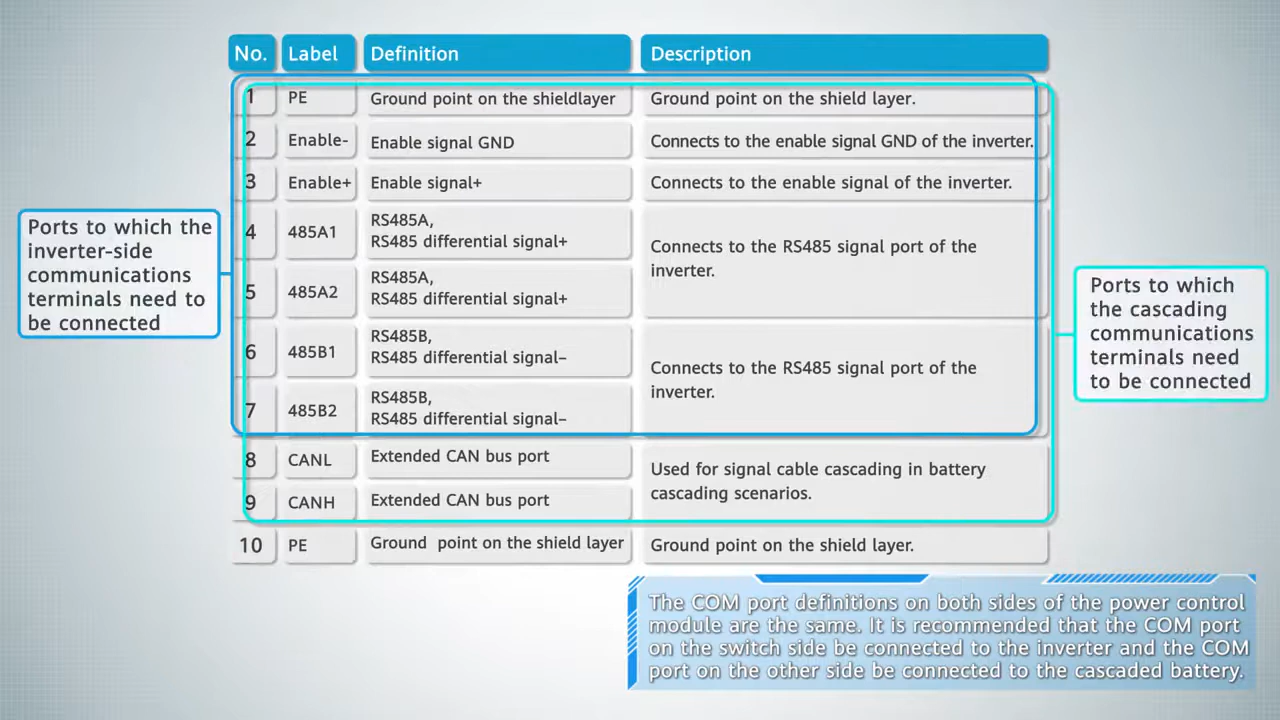 No. Label Definition Description
1 PE Ground point on the shieldlayer Ground point on the shield layer.
2 Enable- Enable signal GND Connects to the enable signal GND of the inverter.
3 Enable+ Enable signal+ Connects to the enable signal of the inverter.
4 485A1 RS485A,
RS485 differential signal+
Connects to the RS485 signal port of the
inverter.
5 485A2 RS485A,
RS485 differential signal+
6 485B1 RS485B,
RS485 differential signal–
Connects to the RS485 signal port of the
inverter.
7 485B2 RS485B,
RS485 differential signal–
8 CANL Extended CAN bus port
Used for signal cable cascading in battery
cascading scenarios.
9 CANH Extended CAN bus port
10 PE Ground point on the shield layer Ground point on the shield layer.
Ports to which the
inverter-side
communications
terminals need to
be connected
Ports to which
the cascading
communications
terminals need
to be connected
The COM port definitions on both sides of the power control
module are the same. It is recommended that the COM port
on the switch side be connected to the inverter and the COM
port on the other side be connected to the cascaded battery.